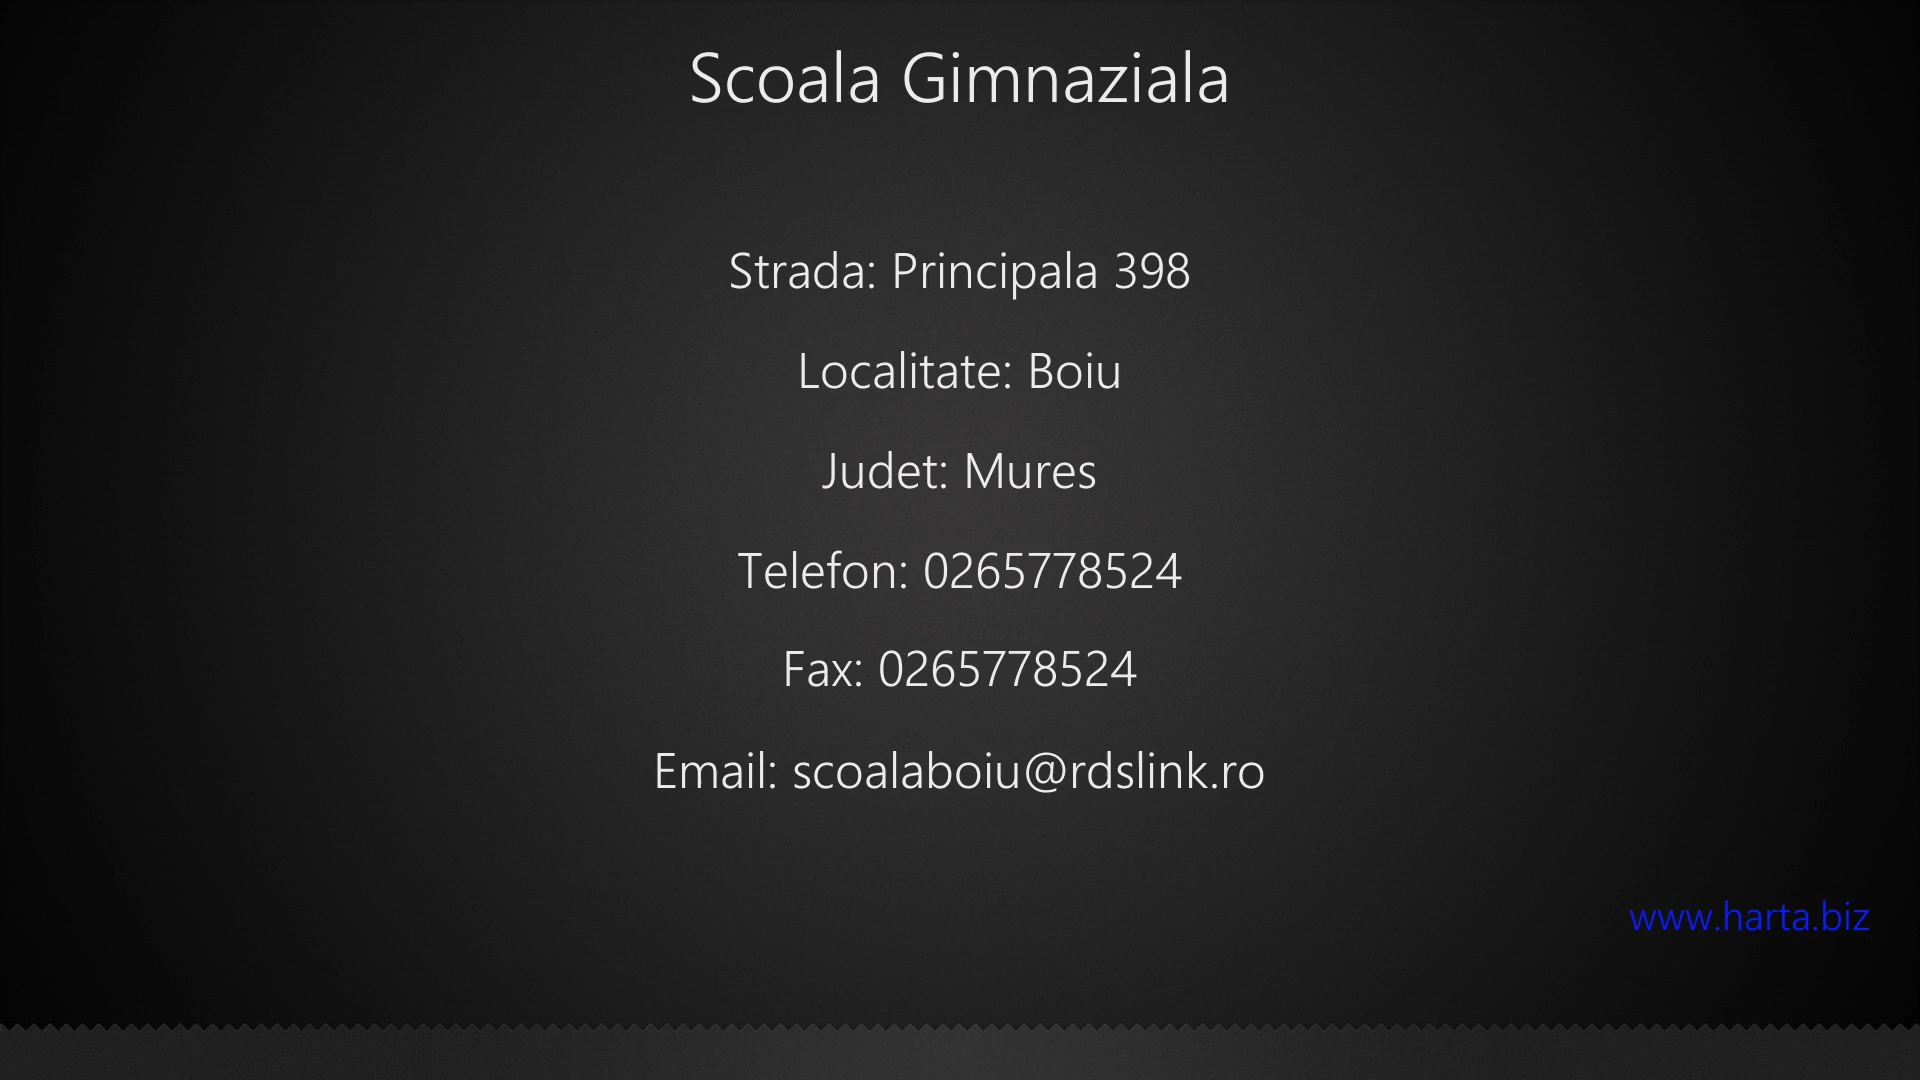 Scoala Gimnaziala
Strada: Principala 398
Localitate: Boiu
Judet: Mures
Telefon: 0265778524
Fax: 0265778524
Email: scoalaboiu@rdslink.ro
www.harta.biz